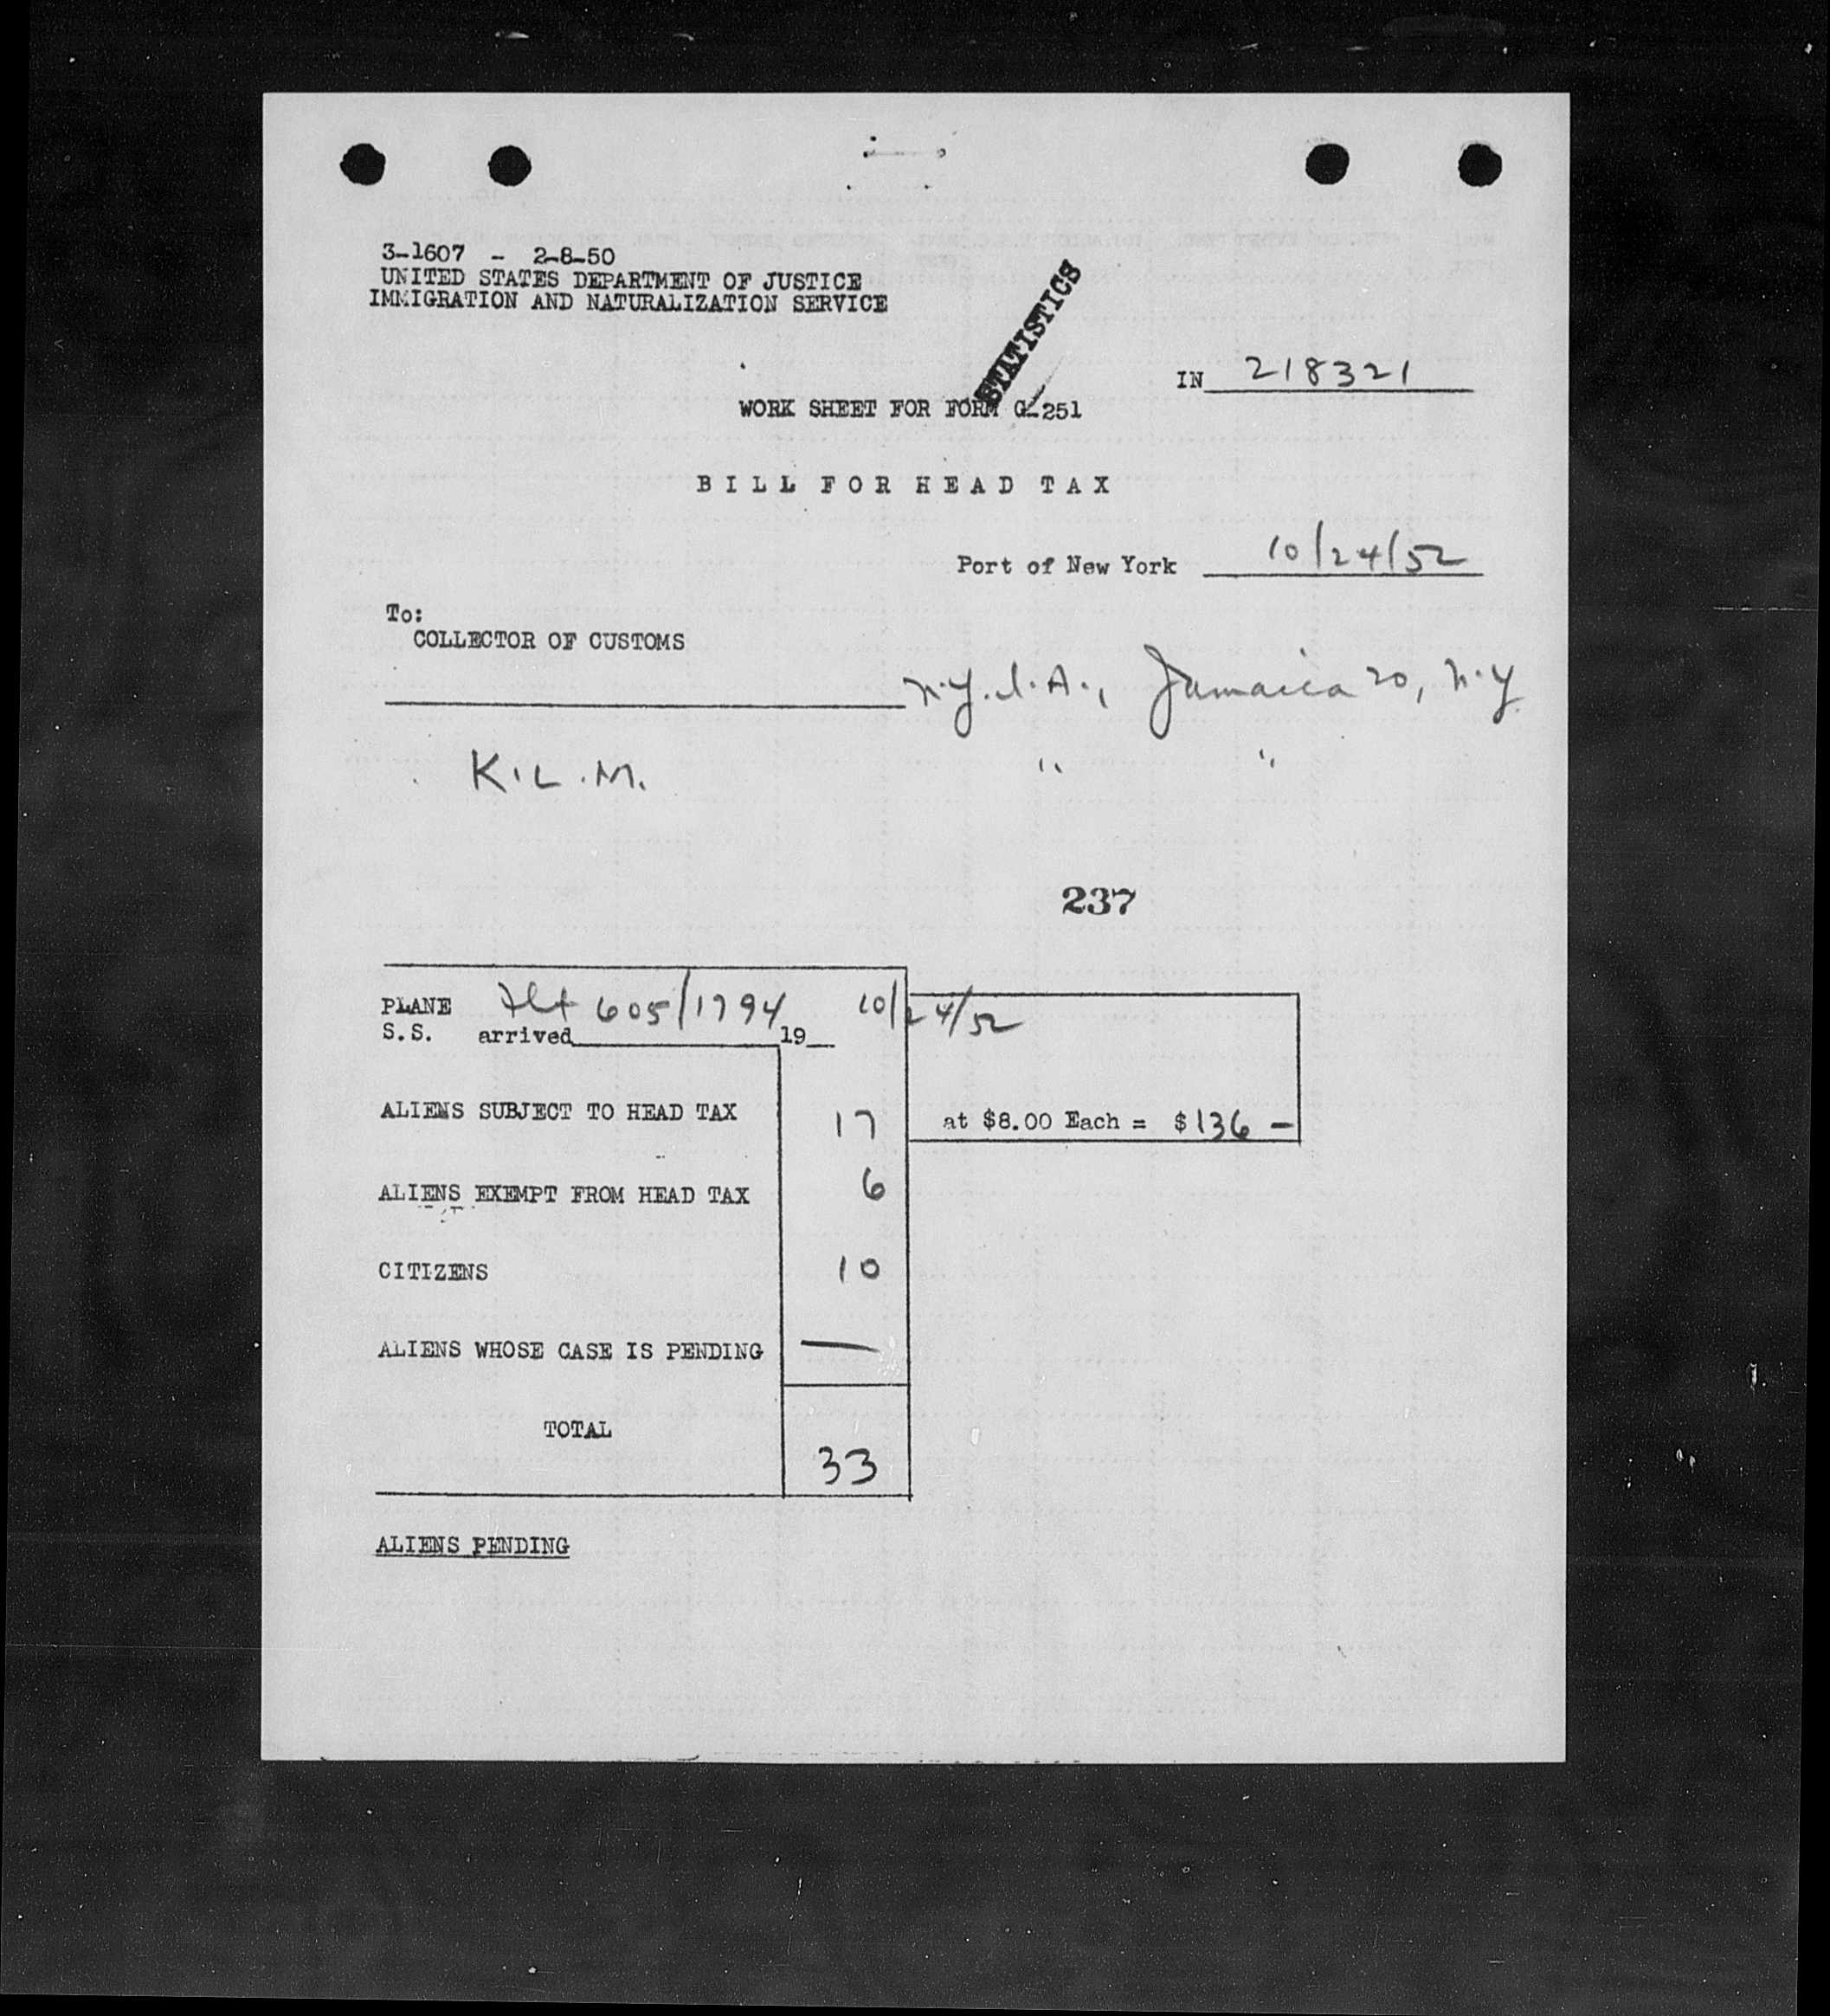 3-1607 - 2-8-50
UNITED STATES DEPARTMENT OF JUSTICE
IMMIGRATION AND NATURALIZATION SERVICE
STATISTICS
IN 218321
WORK SHEET FOR FORM G-251
BILL FOR HEAD TAX
Port of New York 10/24/52
To:
COLLECTOR OF CUSTOMS
N.Y.I.A., Jamaica 20, N.Y.
K.L.M. " "
237
PLANE Flt 605/1794 10/24/52
S.S. arrived 19
ALIENS SUBJECT TO HEAD TAX 17 at $8.00 Each = $136 -
ALIENS EXEMPT FROM HEAD TAX 6
CITIZENS 10
ALIENS WHOSE CASE IS PENDING —
TOTAL 33
ALIENS PENDING